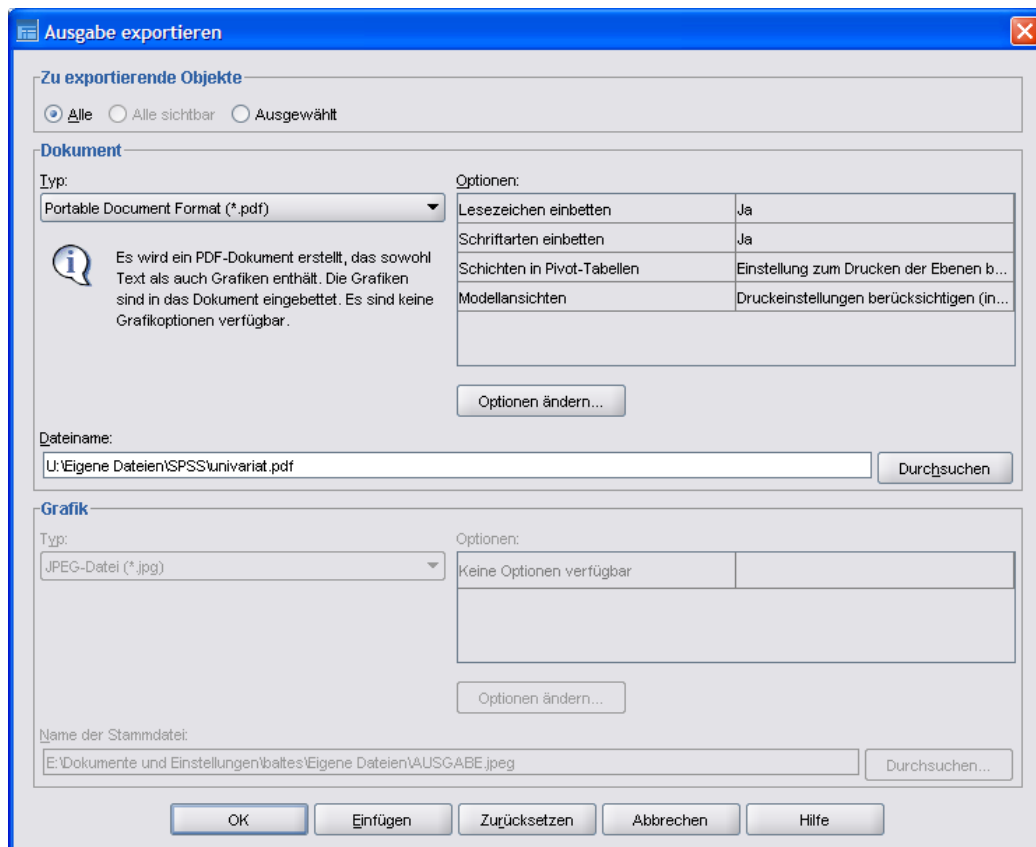 Ausgabe exportieren
Zu exportierende Objekte
Alle Alle sichtbar Ausgewählt
Dokument
Typ:
Portable Document Format (*.pdf)
Es wird ein PDF-Dokument erstellt, das sowohl
Text als auch Grafiken enthält. Die Grafiken
sind in das Dokument eingebettet. Es sind keine
Grafikoptionen verfügbar.
Optionen:
Lesezeichen einbetten Ja
Schriftarten einbetten Ja
Schichten in Pivot-Tabellen Einstellung zum Drucken der Ebenen b...
Modellansichten Druckeinstellungen berücksichtigen (in...
Optionen ändern...
Dateiname:
U:\Eigene Dateien\SPSS\univariat.pdf Durchsuchen
Grafik
Typ:
JPEG-Datei (*.jpg)
Optionen:
Keine Optionen verfügbar
Optionen ändern...
Name der Stammdatei:
E:\Dokumente und Einstellungen\baltes\Eigene Dateien\AUSGABE.jpeg Durchsuchen...
OK Einfügen Zurücksetzen Abbrechen Hilfe